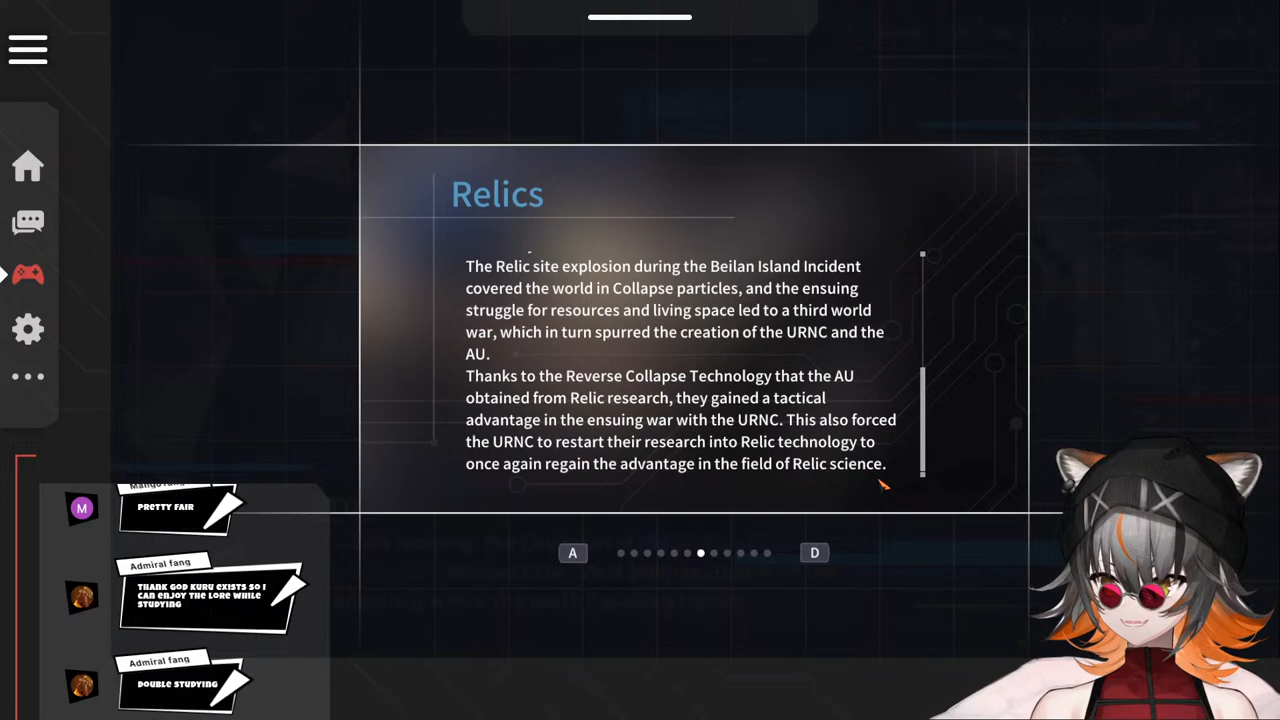 Relics
The Relic site explosion during the Beilan Island Incident
covered the world in Collapse particles, and the ensuing
struggle for resources and living space led to a third world
war, which in turn spurred the creation of the URNC and the
AU.
Thanks to the Reverse Collapse Technology that the AU
obtained from Relic research, they gained a tactical
advantage in the ensuing war with the URNC. This also forced
the URNC to restart their research into Relic technology to
once again regain the advantage in the field of Relic science.
A
D
M
PRETTY FAIR
Admiral fang
THANK GOD KURU EXISTS SO I
CAN ENJOY THE LORE WHILE
STUDYING
Admiral fang
DOUBLE STUDYING